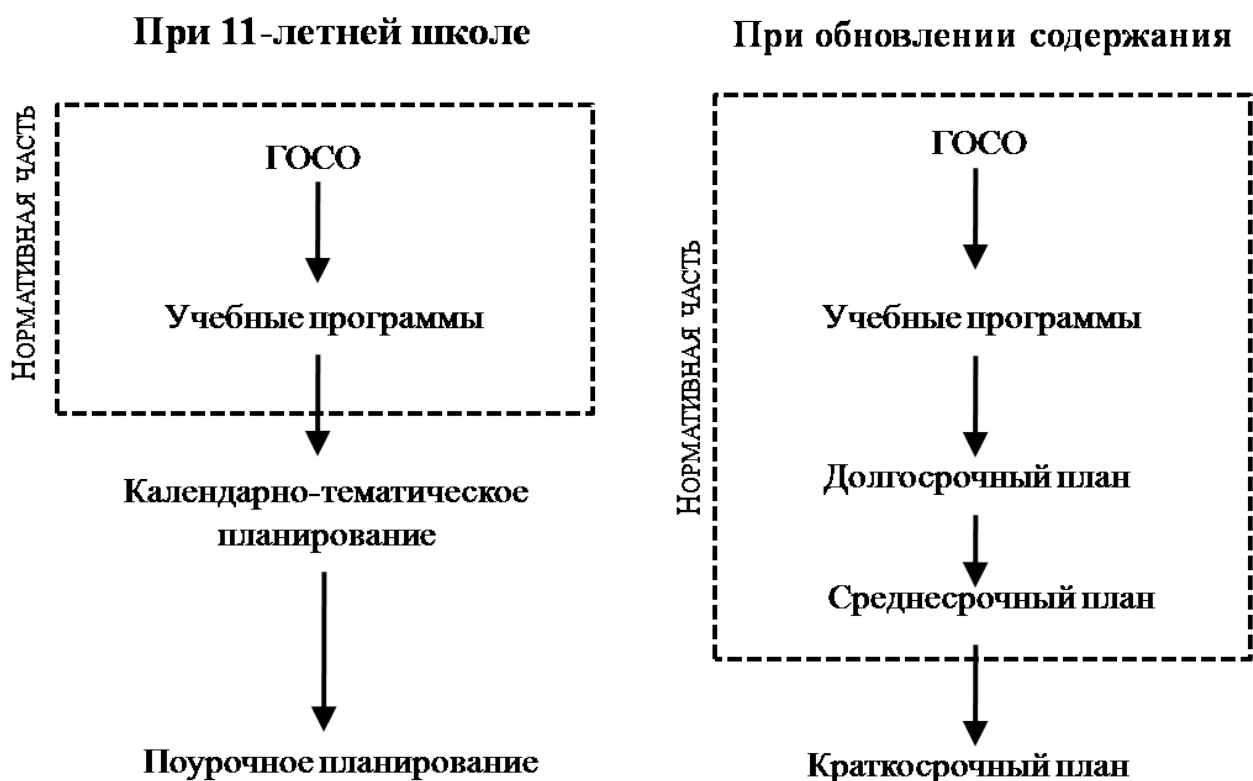 При 11-летней школе
НОРМАТИВНАЯ ЧАСТЬ
ГОСО
Учебные программы
Календарно-тематическое
планирование
Поурочное планирование
При обновлении содержания
НОРМАТИВНАЯ ЧАСТЬ
ГОСО
Учебные программы
Долгосрочный план
Среднесрочный план
Краткосрочный план